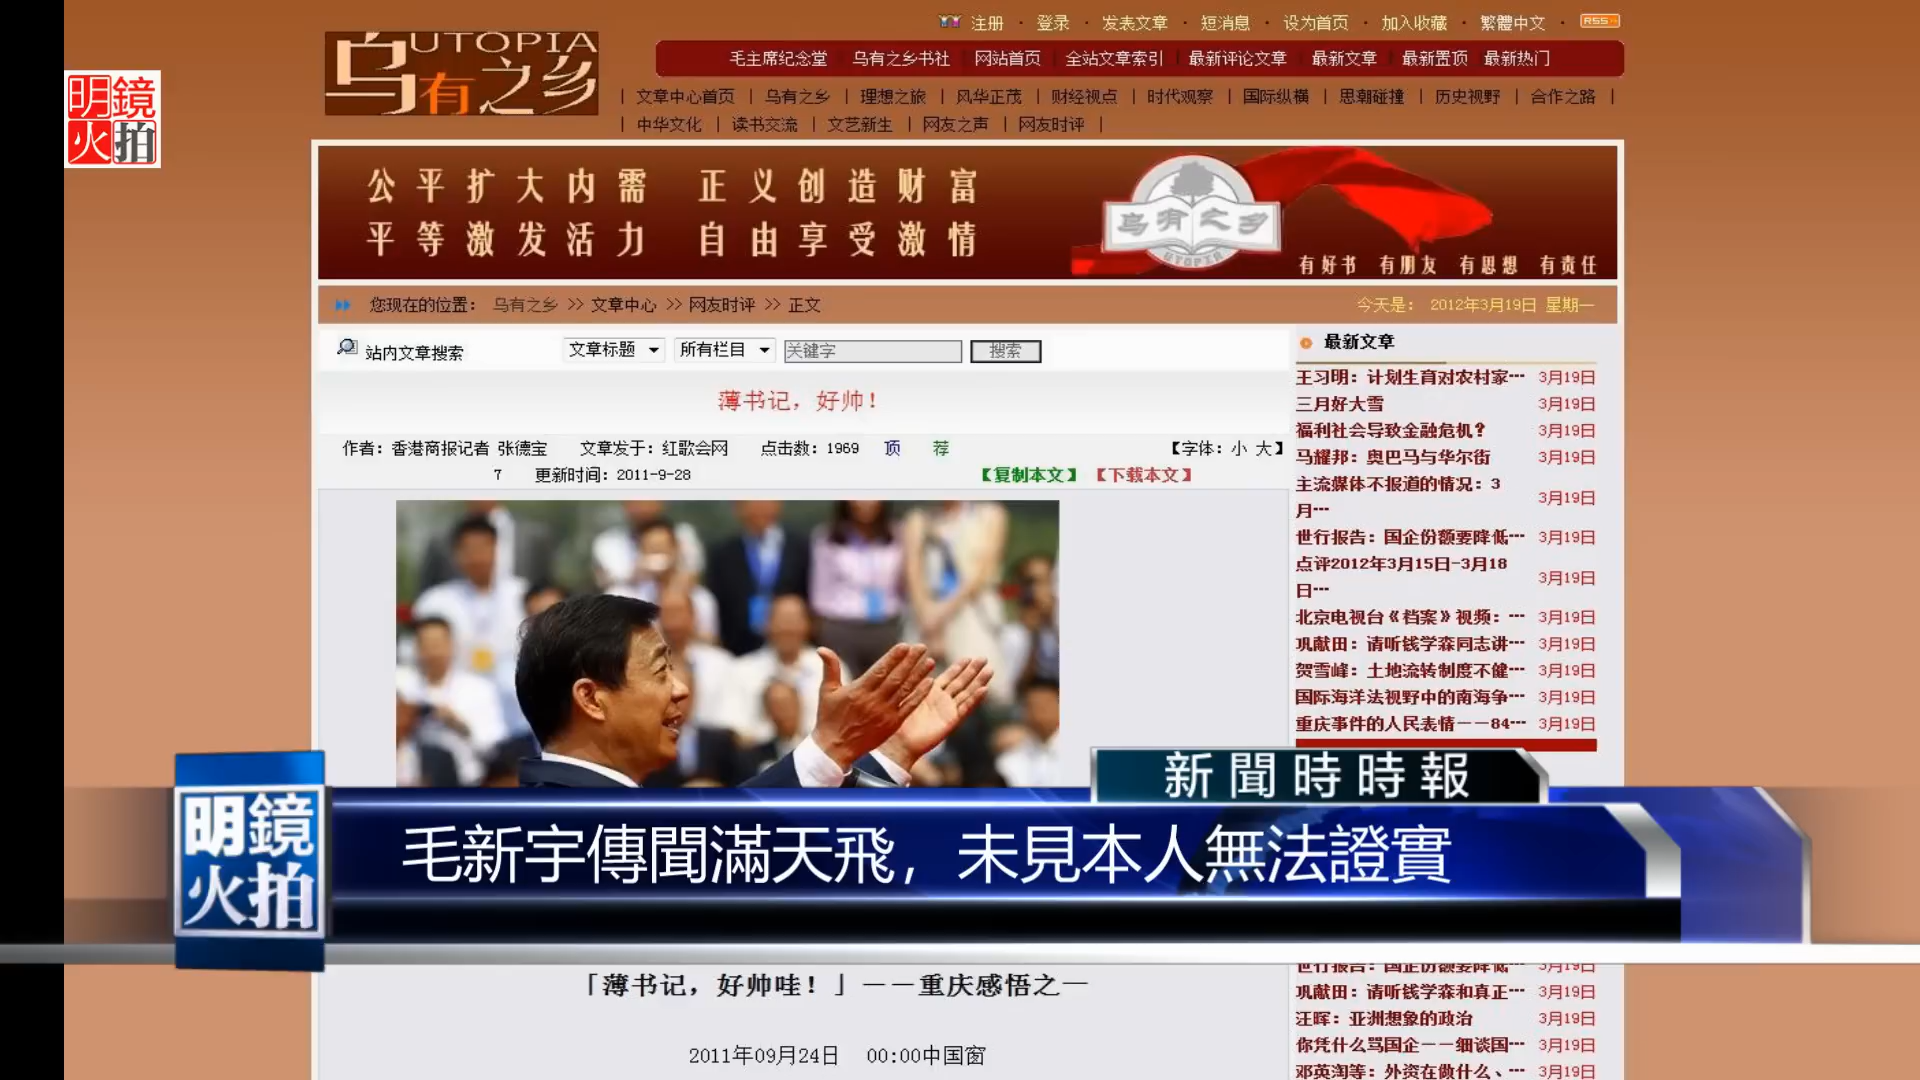 注册 · 登录 · 发表文章 · 短消息 · 设为首页 · 加入收藏 · 繁體中文 · RSS
UTOPIA
乌有之乡
毛主席纪念堂 乌有之乡书社 网站首页 全站文章索引 最新评论文章 最新文章 最新置顶 最新热门
| 文章中心首页 | 乌有之乡 | 理想之旅 | 风华正茂 | 财经视点 | 时代观察 | 国际纵横 | 思潮碰撞 | 历史视野 | 合作之路 |
| 中华文化 | 读书交流 | 文艺新生 | 网友之声 | 网友时评 |
明鏡
火拍
公平扩大内需 正义创造财富
平等激发活力 自由享受激情
乌有之乡
UTOPIA
有好书 有朋友 有思想 有责任
您现在的位置： 乌有之乡 >> 文章中心 >> 网友时评 >> 正文
今天是： 2012年3月19日 星期一
站内文章搜索 文章标题 所有栏目 关键字 搜索
薄书记，好帅！
作者：香港商报记者 张德宝 文章发于：红歌会网 点击数：1969 顶 荐 【字体：小 大】
7 更新时间：2011-9-28 【复制本文】 【下载本文】
最新文章
王习明：计划生育对农村家… 3月19日
三月好大雪 3月19日
福利社会导致金融危机？ 3月19日
马耀邦：奥巴马与华尔街 3月19日
主流媒体不报道的情况：3
月… 3月19日
世行报告：国企份额要降低… 3月19日
点评2012年3月15日-3月18
日… 3月19日
北京电视台《档案》视频：… 3月19日
巩献田：请听钱学森同志讲… 3月19日
贺雪峰：土地流转制度不健… 3月19日
国际海洋法视野中的南海争… 3月19日
重庆事件的人民表情——84… 3月19日
新聞時時報
明鏡
火拍
毛新宇傳聞滿天飛，未見本人無法證實
「薄书记，好帅哇！」——重庆感悟之一
2011年09月24日 00:00中国窗
世行报告：国企份额要降低… 3月19日
巩献田：请听钱学森和真正… 3月19日
汪晖：亚洲想象的政治 3月19日
你凭什么骂国企——细谈国… 3月19日
邓英淘等：外资在做什么、… 3月19日